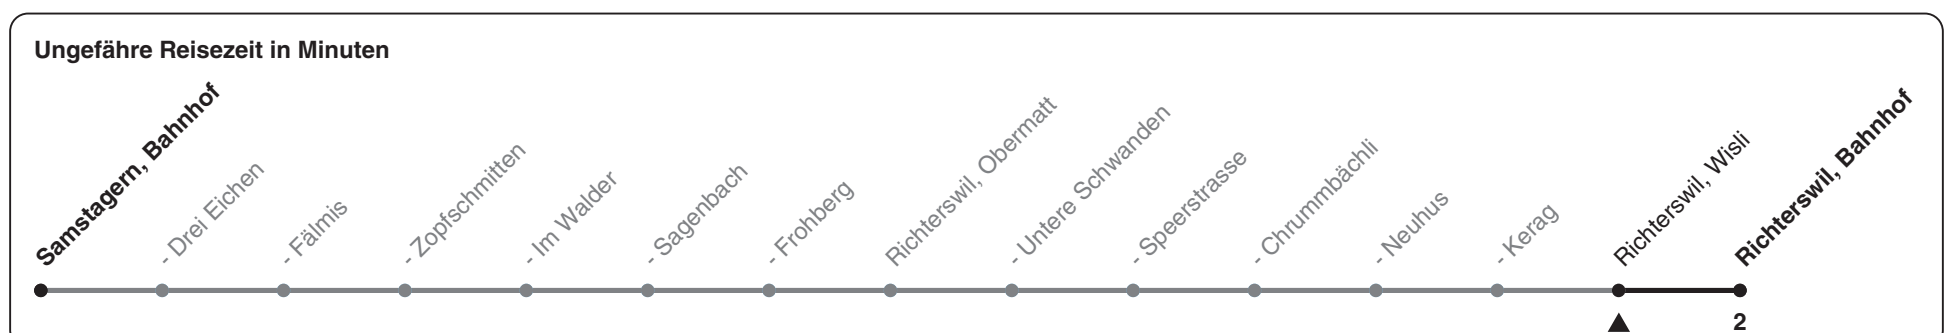 Ungefähre Reisezeit in Minuten
Samstagern, Bahnhof
- Drei Eichen
- Fälmis
- Zopfschmitten
- Im Walder
- Sagenbach
- Frohberg
Richterswil, Obermatt
- Untere Schwanden
- Speerstrasse
- Chrummbächli
- Neuhus
- Kerag
Richterswil, Wisli
Richterswil, Bahnhof
2